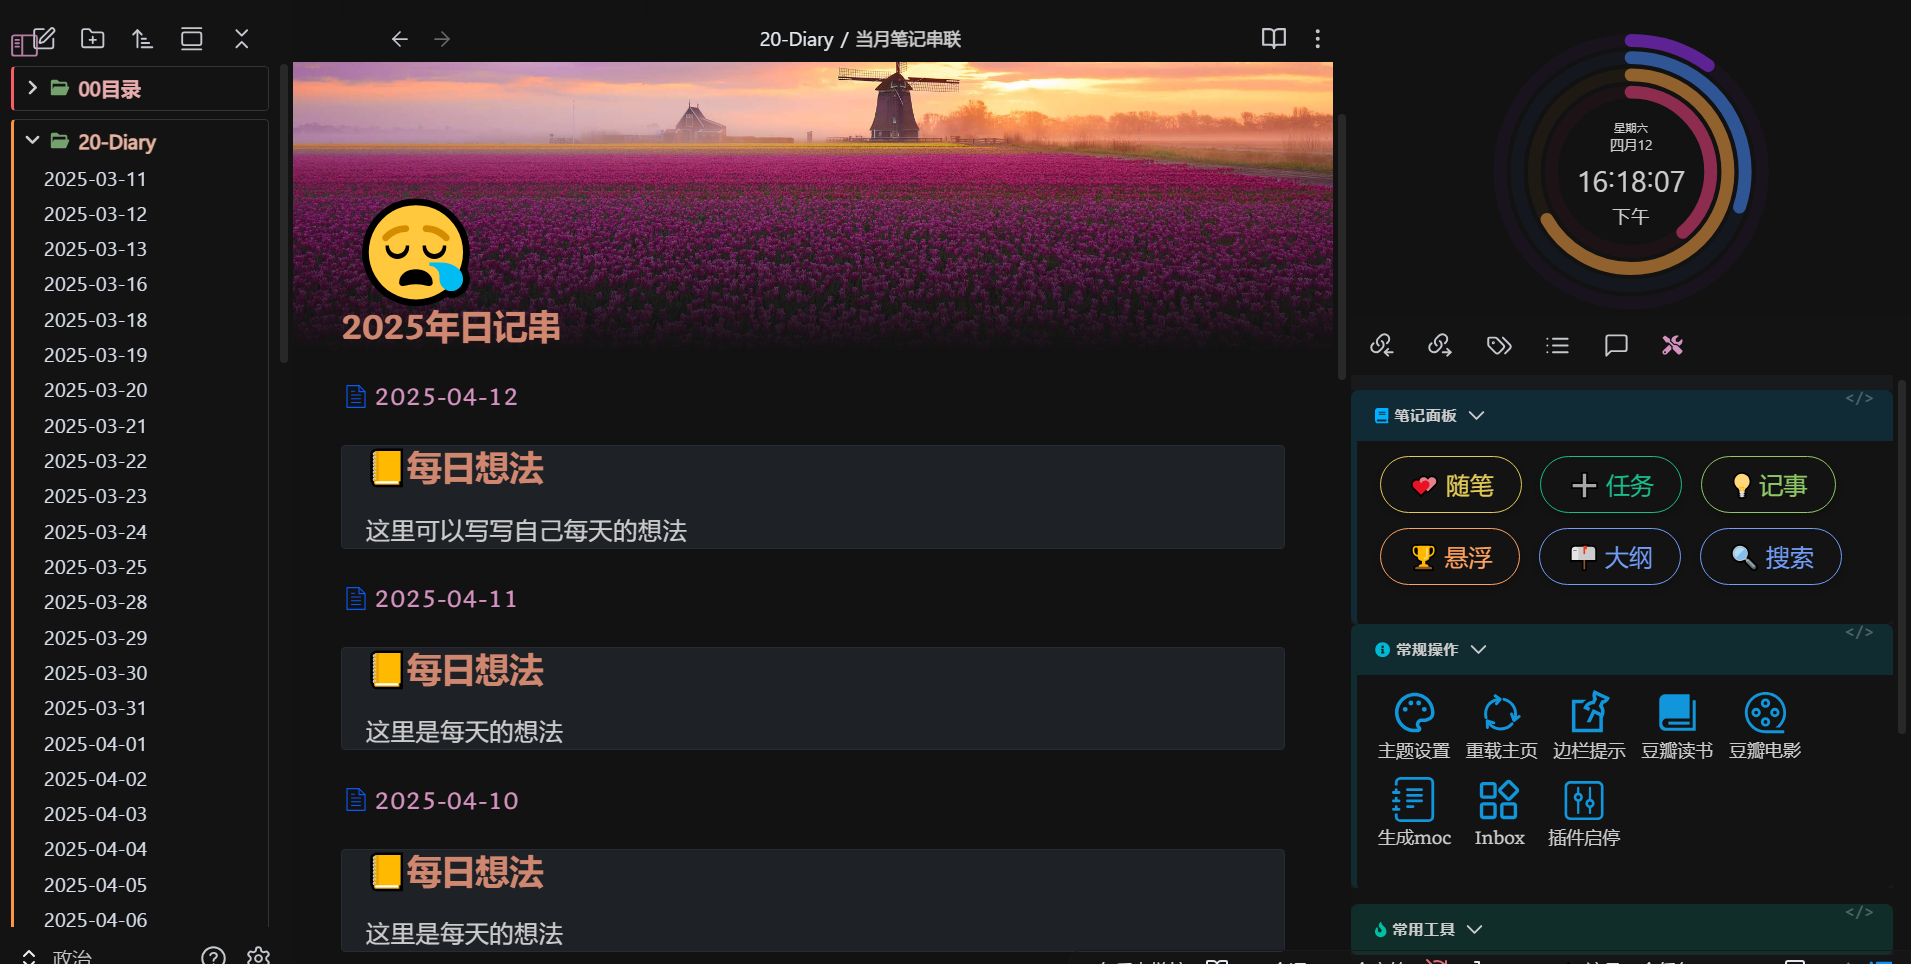 00目录
20-Diary
2025-03-11
2025-03-12
2025-03-13
2025-03-16
2025-03-18
2025-03-19
2025-03-20
2025-03-21
2025-03-22
2025-03-23
2025-03-24
2025-03-25
2025-03-28
2025-03-29
2025-03-30
2025-03-31
2025-04-01
2025-04-02
2025-04-03
2025-04-04
2025-04-05
2025-04-06
政治
20-Diary / 当月笔记串联
2025年日记串
2025-04-12
每日想法
这里可以写写自己每天的想法
2025-04-11
每日想法
这里是每天的想法
2025-04-10
每日想法
这里是每天的想法
星期六
四月12
16:18:07
下午
</>
笔记面板
随笔 任务 记事
悬浮 大纲 搜索
</>
常规操作
主题设置 重载主页 边栏提示 豆瓣读书 豆瓣电影
生成moc Inbox 插件启停
</>
常用工具